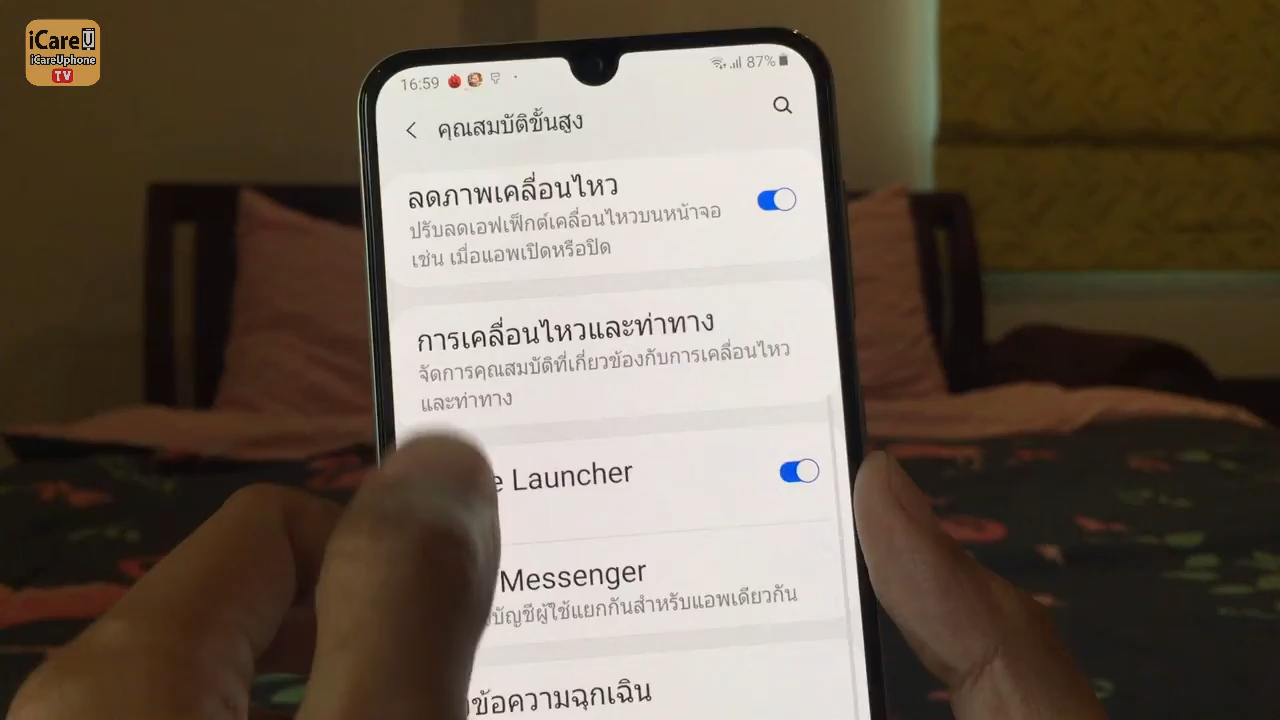 iCareU
iCareUphone
TV
16:59
87%
คุณสมบัติขั้นสูง
ลดภาพเคลื่อนไหว
ปรับลดเอฟเฟ็กต์เคลื่อนไหวบนหน้าจอ
เช่น เมื่อแอพเปิดหรือปิด
การเคลื่อนไหวและท่าทาง
จัดการคุณสมบัติที่เกี่ยวข้องกับการเคลื่อนไหว
และท่าทาง
Launcher
Messenger
บัญชีผู้ใช้แยกกันสำหรับแอพเดียวกัน
ข้อความฉุกเฉิน